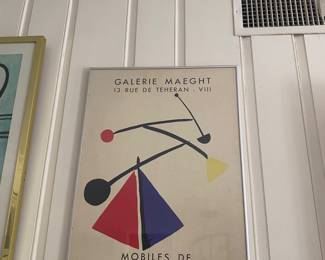 GALERIE MAEGHT
13 RUE DE TEHERAN - VIII
MOBILES DE